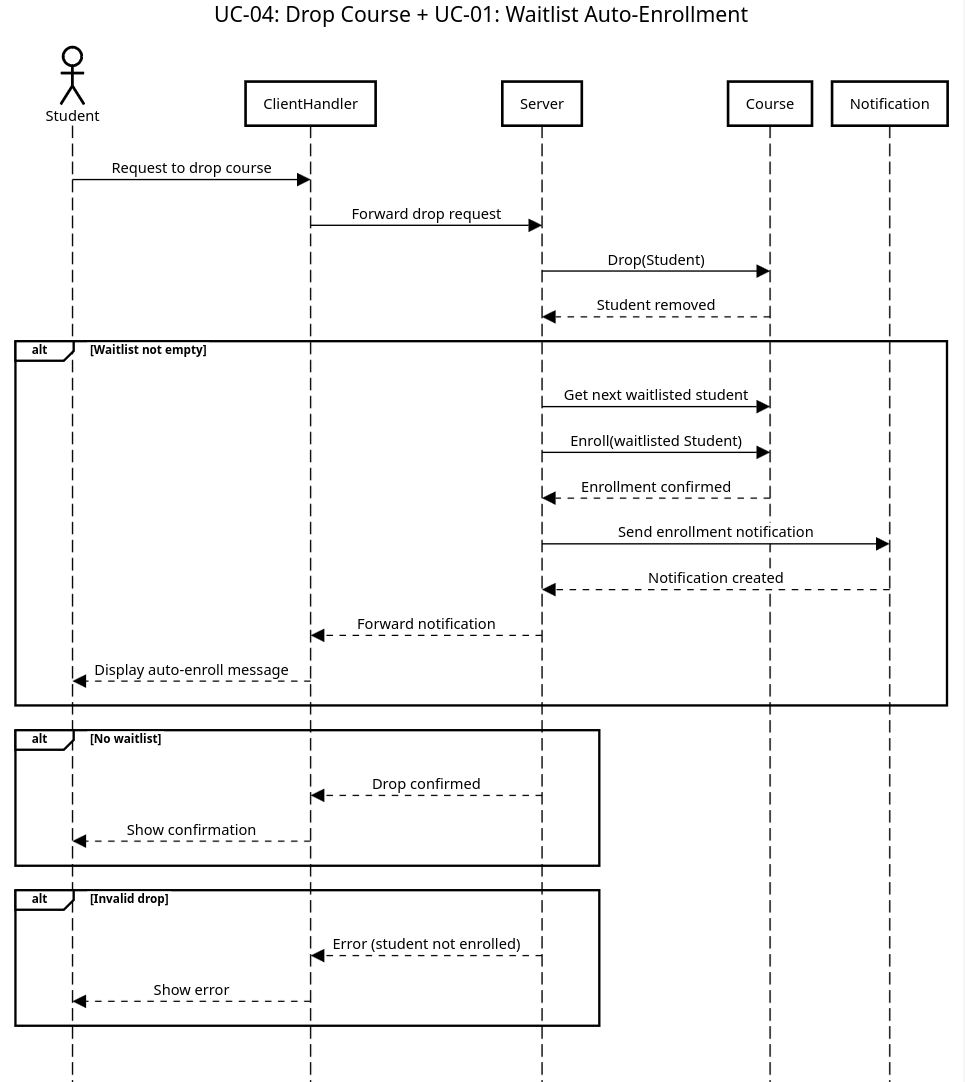 UC-04: Drop Course + UC-01: Waitlist Auto-Enrollment
Student
ClientHandler
Server
Course
Notification
Request to drop course
Forward drop request
Drop(Student)
Student removed
alt
[Waitlist not empty]
Get next waitlisted student
Enroll(waitlisted Student)
Enrollment confirmed
Send enrollment notification
Notification created
Forward notification
Display auto-enroll message
alt
[No waitlist]
Drop confirmed
Show confirmation
alt
[Invalid drop]
Error (student not enrolled)
Show error